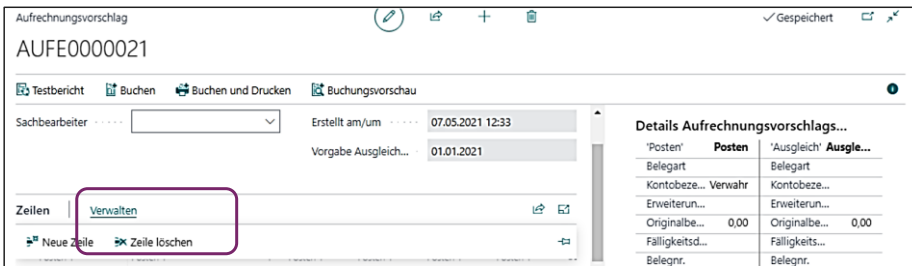 Aufrechnungsvorschlag
✓ Gespeichert
AUFE0000021
Testbericht Buchen Buchen und Drucken Buchungsvorschau
Sachbearbeiter
Erstellt am/um 07.05.2021 12:33
Vorgabe Ausgleich... 01.01.2021
Zeilen Verwalten
Neue Zeile Zeile löschen
Details Aufrechnungsvorschlags...
'Posten' Posten 'Ausgleich' Ausgle...
Belegart Belegart
Kontobeze... Verwahr Kontobeze...
Erweiterun... Erweiterun...
Originalbe... 0,00 Originalbe... 0,00
Fälligkeitsd... Fälligkeits...
Belegnr. Belegnr.